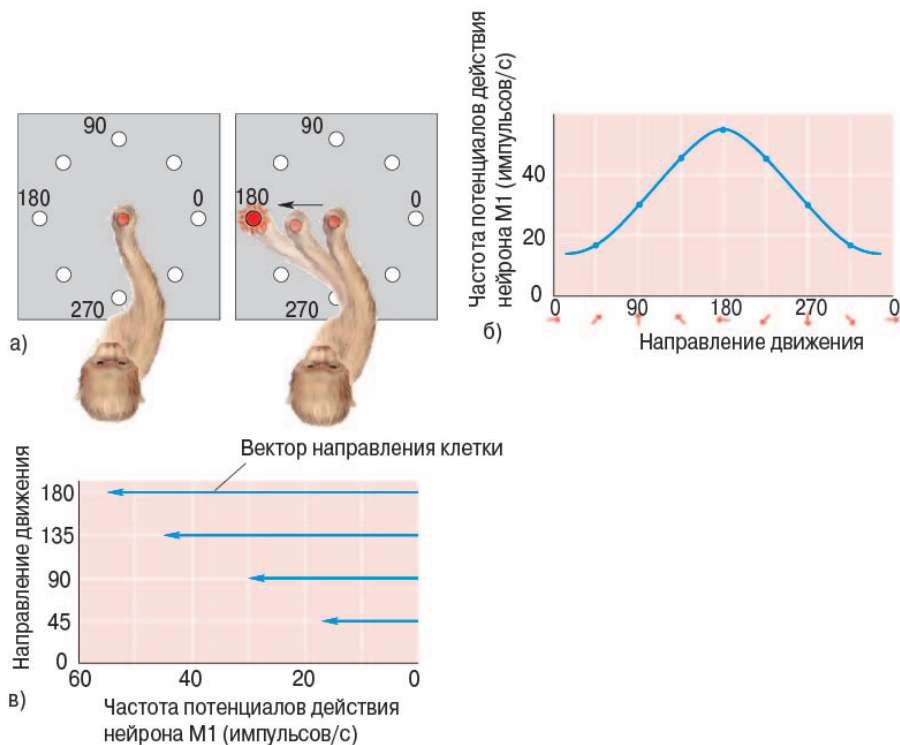 90
180
0
270
90
180
0
270
а)
Частота потенциалов действия
нейрона М1 (импульсов/с)
40
20
0
0 90 180 270 0
Направление движения
б)
Вектор направления клетки
Направление движения
180
135
90
45
0
60 40 20 0
в)
Частота потенциалов действия
нейрона М1 (импульсов/с)